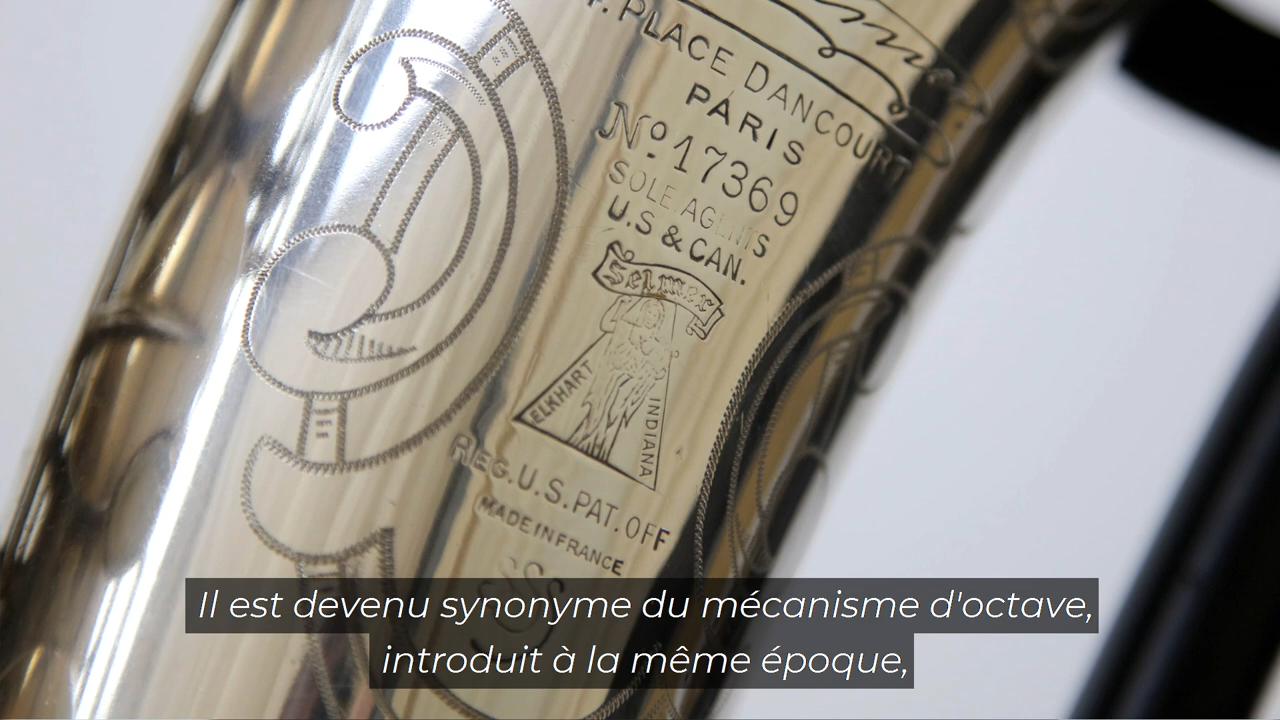 PLACE DANCOURT
PARIS
Nº 17369
SOLE AGENTS
U.S & CAN.
Selmer
ELKHART
INDIANA
REG. U.S. PAT. OFF
MADE IN FRANCE
SSS
Il est devenu synonyme du mécanisme d'octave,
introduit à la même époque,